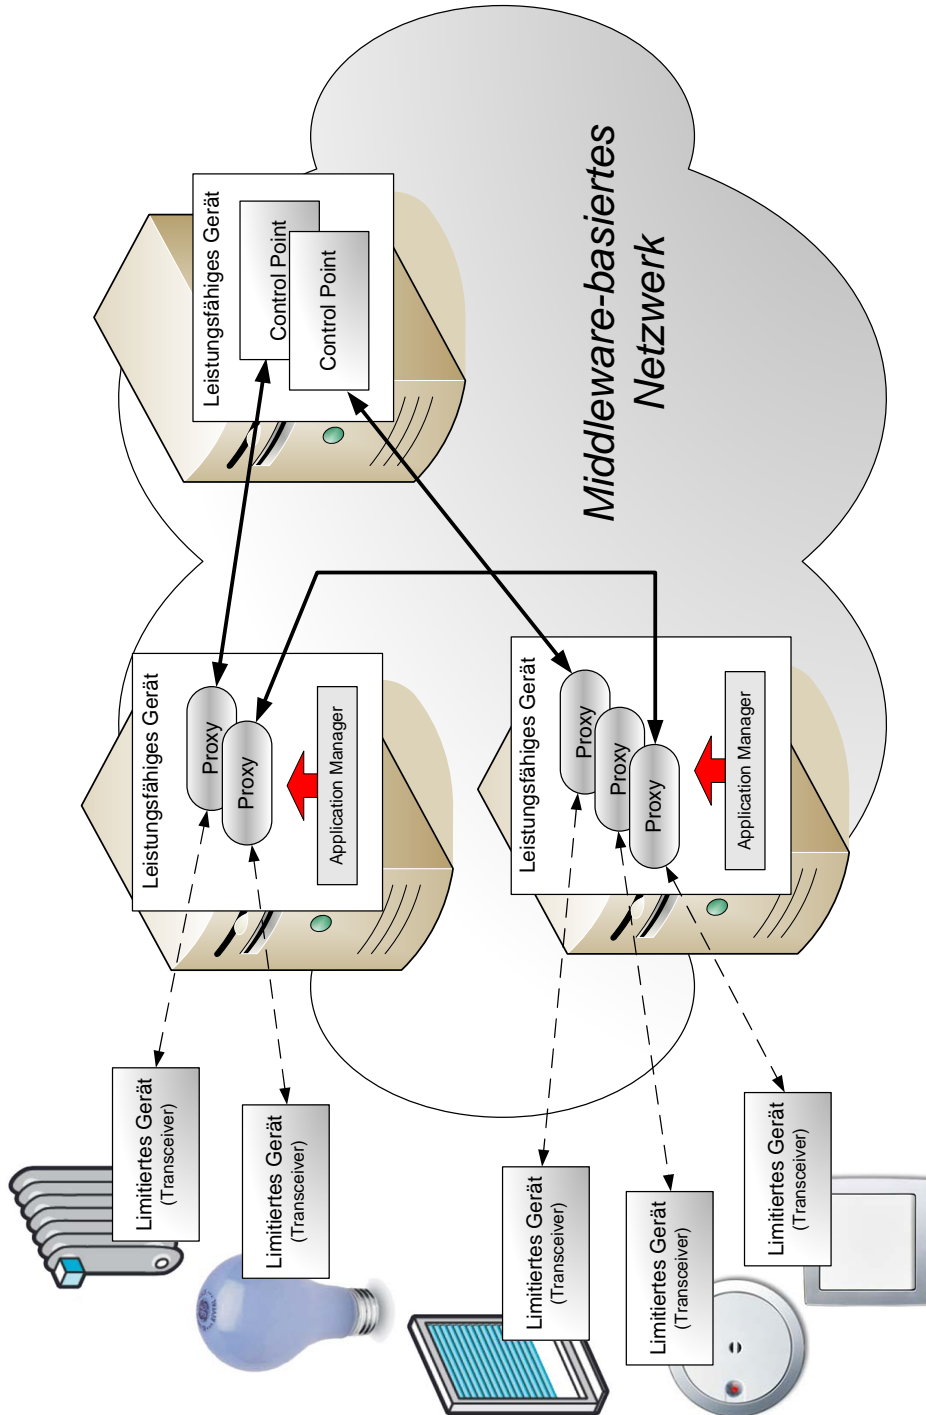 Limitiertes Gerät
(Transceiver)
Limitiertes Gerät
(Transceiver)
Limitiertes Gerät
(Transceiver)
Limitiertes Gerät
(Transceiver)
Limitiertes Gerät
(Transceiver)
Leistungsfähiges Gerät
Proxy
Proxy
Application Manager
Leistungsfähiges Gerät
Proxy
Proxy
Proxy
Application Manager
Leistungsfähiges Gerät
Control Point
Control Point
Middleware-basiertes
Netzwerk